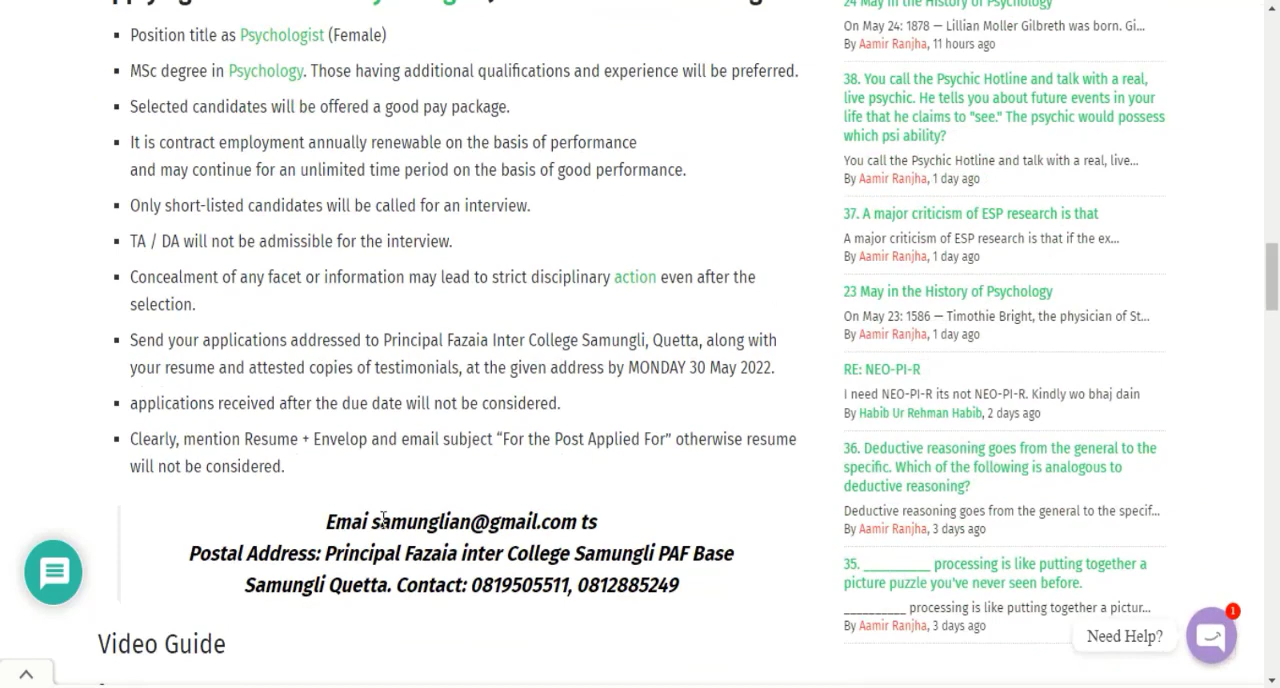 Position title as Psychologist (Female)
MSc degree in Psychology. Those having additional qualifications and experience will be preferred.
Selected candidates will be offered a good pay package.
It is contract employment annually renewable on the basis of performance
and may continue for an unlimited time period on the basis of good performance.
Only short-listed candidates will be called for an interview.
TA / DA will not be admissible for the interview.
Concealment of any facet or information may lead to strict disciplinary action even after the
selection.
Send your applications addressed to Principal Fazaia Inter College Samungli, Quetta, along with
your resume and attested copies of testimonials, at the given address by MONDAY 30 May 2022.
applications received after the due date will not be considered.
Clearly, mention Resume + Envelop and email subject “For the Post Applied For” otherwise resume
will not be considered.
Emai samunglian@gmail.com ts
Postal Address: Principal Fazaia inter College Samungli PAF Base
Samungli Quetta. Contact: 0819505511, 0812885249
Video Guide
24 May in the History of Psychology
On May 24: 1878 — Lillian Moller Gilbreth was born. Gi...
By Aamir Ranjha, 11 hours ago
38. You call the Psychic Hotline and talk with a real,
live psychic. He tells you about future events in your
life that he claims to "see." The psychic would possess
which psi ability?
You call the Psychic Hotline and talk with a real, live...
By Aamir Ranjha, 1 day ago
37. A major criticism of ESP research is that
A major criticism of ESP research is that if the ex...
By Aamir Ranjha, 1 day ago
23 May in the History of Psychology
On May 23: 1586 — Timothie Bright, the physician of St...
By Aamir Ranjha, 1 day ago
RE: NEO-PI-R
I need NEO-PI-R its not NEO-PI-R. Kindly wo bhaj dain
By Habib Ur Rehman Habib, 2 days ago
36. Deductive reasoning goes from the general to the
specific. Which of the following is analogous to
deductive reasoning?
Deductive reasoning goes from the general to the specif...
By Aamir Ranjha, 3 days ago
35. __________ processing is like putting together a
picture puzzle you've never seen before.
__________ processing is like putting together a pictur...
By Aamir Ranjha, 3 days ago
Need Help?
1